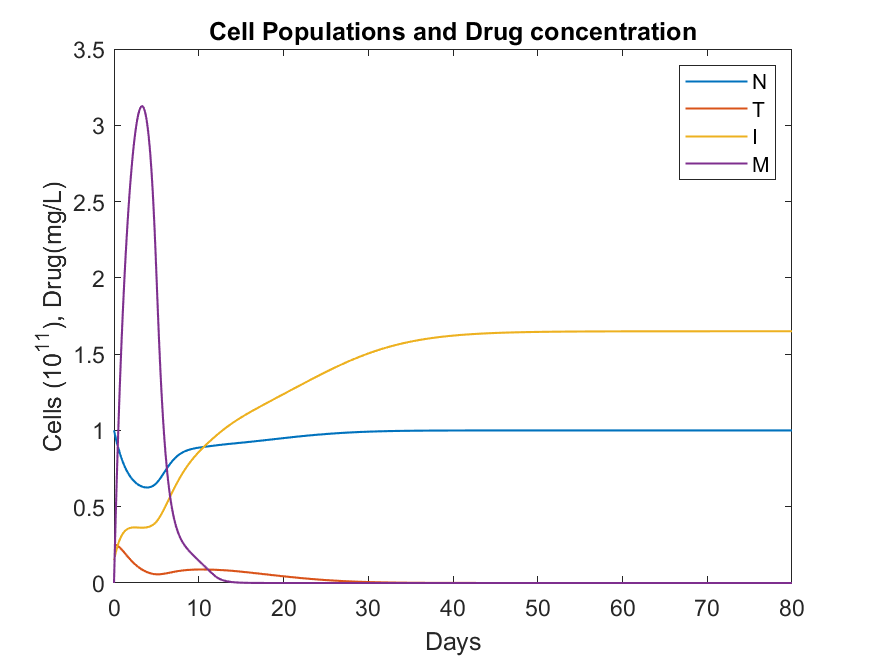 Cell Populations and Drug concentration
N
T
I
M
Cells (10^11), Drug(mg/L)
3.5
3
2.5
2
1.5
1
0.5
0
0 10 20 30 40 50 60 70 80
Days